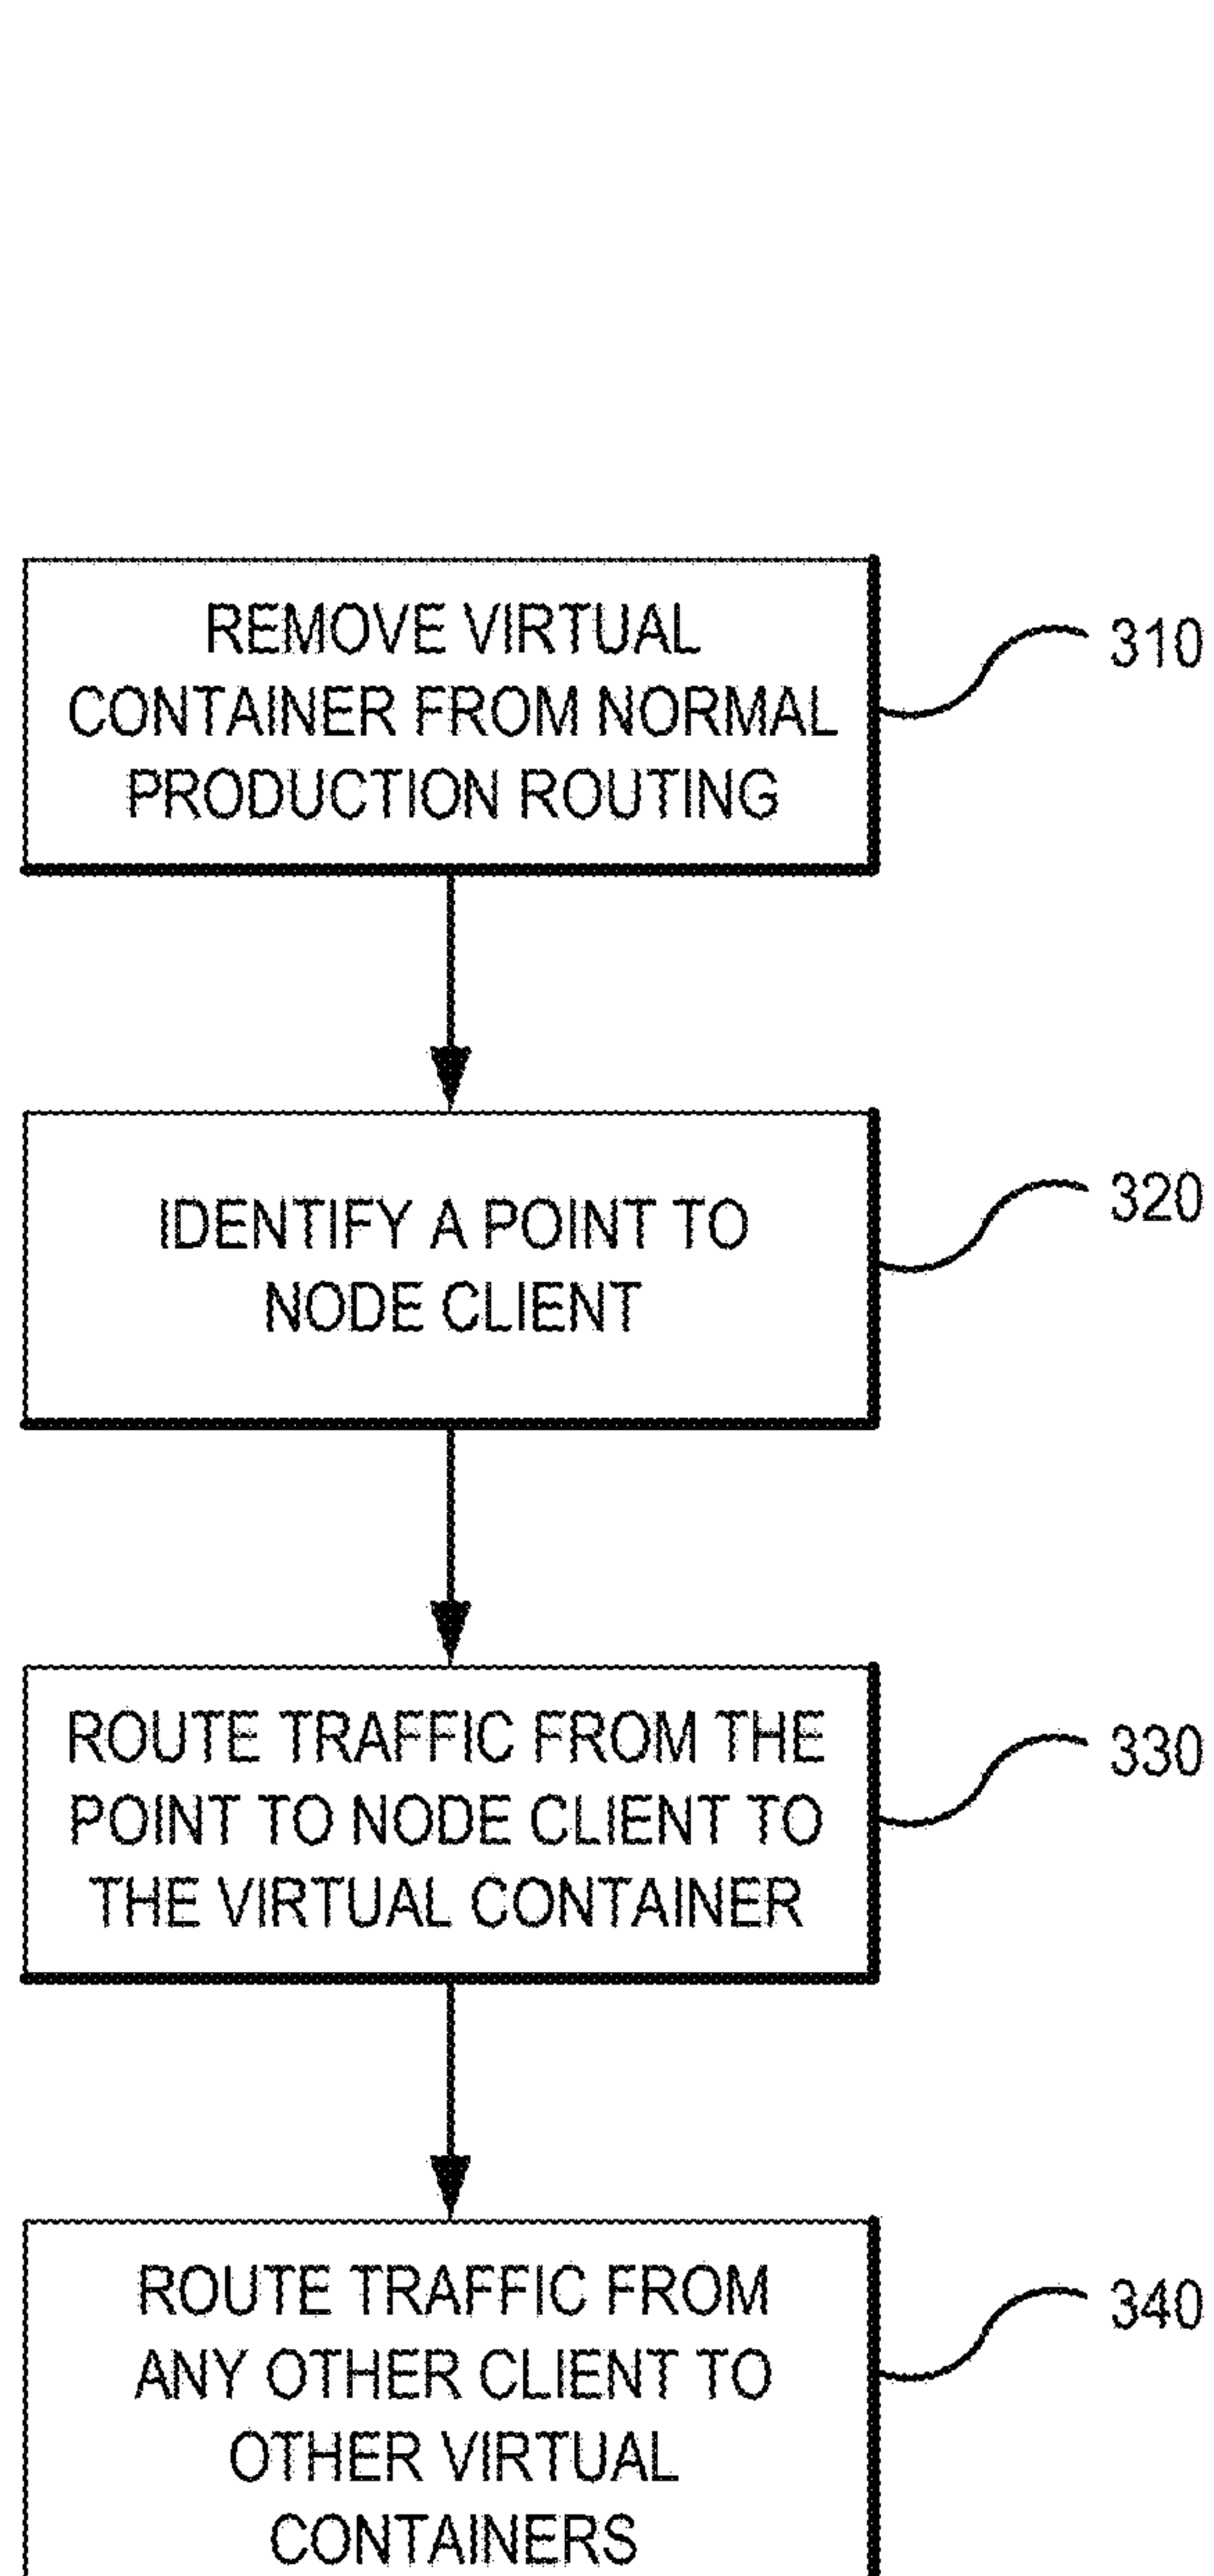 REMOVE VIRTUAL
CONTAINER FROM NORMAL
PRODUCTION ROUTING
310
IDENTIFY A POINT TO
NODE CLIENT
320
ROUTE TRAFFIC FROM THE
POINT TO NODE CLIENT TO
THE VIRTUAL CONTAINER
330
ROUTE TRAFFIC FROM
ANY OTHER CLIENT TO
OTHER VIRTUAL
CONTAINERS
340